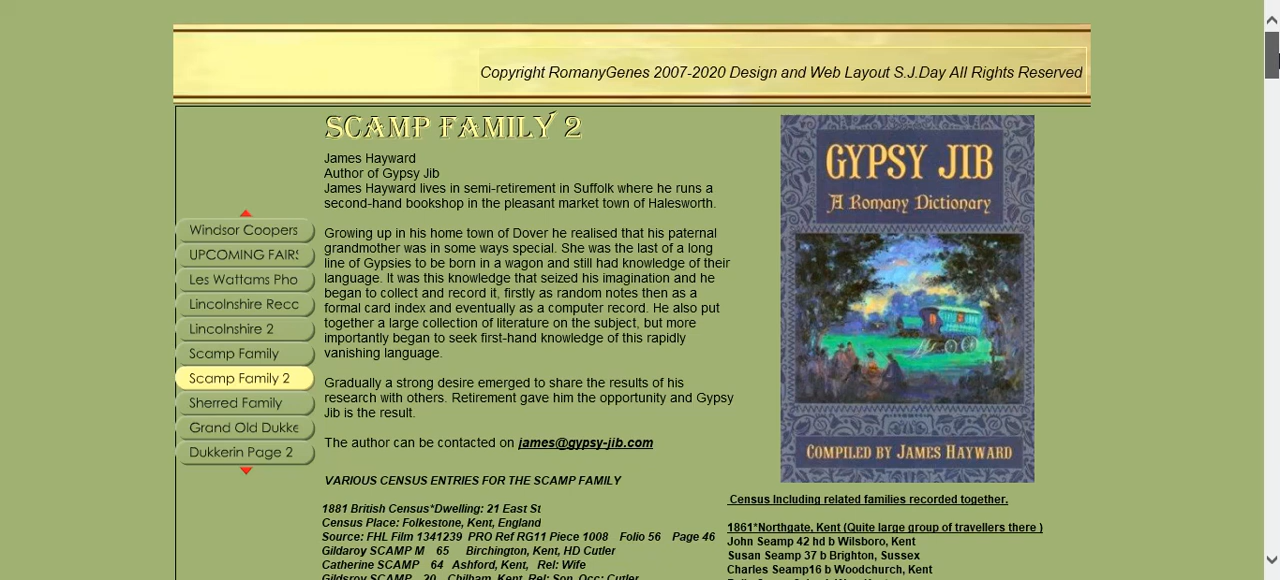 Copyright RomanyGenes 2007-2020 Design and Web Layout S.J.Day All Rights Reserved
SCAMP FAMILY 2
James Hayward
Author of Gypsy Jib
James Hayward lives in semi-retirement in Suffolk where he runs a
second-hand bookshop in the pleasant market town of Halesworth.
Growing up in his home town of Dover he realised that his paternal
grandmother was in some ways special. She was the last of a long
line of Gypsies to be born in a wagon and still had knowledge of their
language. It was this knowledge that seized his imagination and he
began to collect and record it, firstly as random notes then as a
formal card index and eventually as a computer record. He also put
together a large collection of literature on the subject, but more
importantly began to seek first-hand knowledge of this rapidly
vanishing language.
Gradually a strong desire emerged to share the results of his
research with others. Retirement gave him the opportunity and Gypsy
Jib is the result.
The author can be contacted on james@gypsy-jib.com
Windsor Coopers
UPCOMING FAIRS
Les Wattams Pho
Lincolnshire Recc
Lincolnshire 2
Scamp Family
Scamp Family 2
Sherred Family
Grand Old Dukke
Dukkerin Page 2
GYPSY JIB
A Romany Dictionary
COMPILED BY JAMES HAYWARD
VARIOUS CENSUS ENTRIES FOR THE SCAMP FAMILY
1881 British Census*Dwelling: 21 East St
Census Place: Folkestone, Kent, England
Source: FHL Film 1341239 PRO Ref RG11 Piece 1008 Folio 56 Page 46
Gildaroy SCAMP M 65 Birchington, Kent, HD Cutler
Catherine SCAMP 64 Ashford, Kent, Rel: Wife
Gildsroy SCAMP 20 Chilham, Kent, Rel: Son, Occ: Cutler
Census Including related families recorded together.
1861*Northgate, Kent (Quite large group of travellers there )
John Seamp 42 hd b Wilsboro, Kent
Susan Seamp 37 b Brighton, Sussex
Charles Seamp16 b Woodchurch, Kent